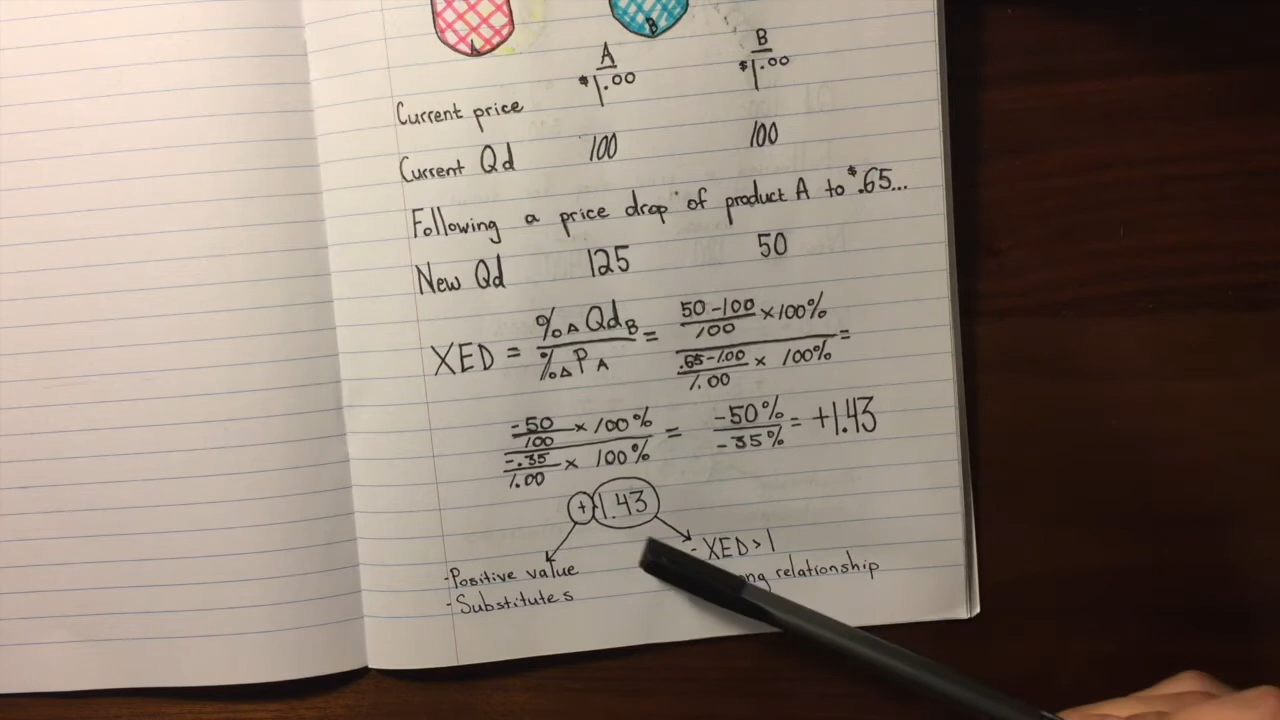 A B
A B
$1.00 $1.00
Current price
Current Qd 100 100
Following a price drop of product A to $.65...
New Qd 125 50
XED = %Δ QdB / %Δ PA = 50-100/100 x 100% / .65-1.00/1.00 x 100% =
-50/100 x 100% / -.35/1.00 x 100% = -50% / -35% = +1.43
+1.43
- XED > 1
-Positive value relationship
-Substitutes